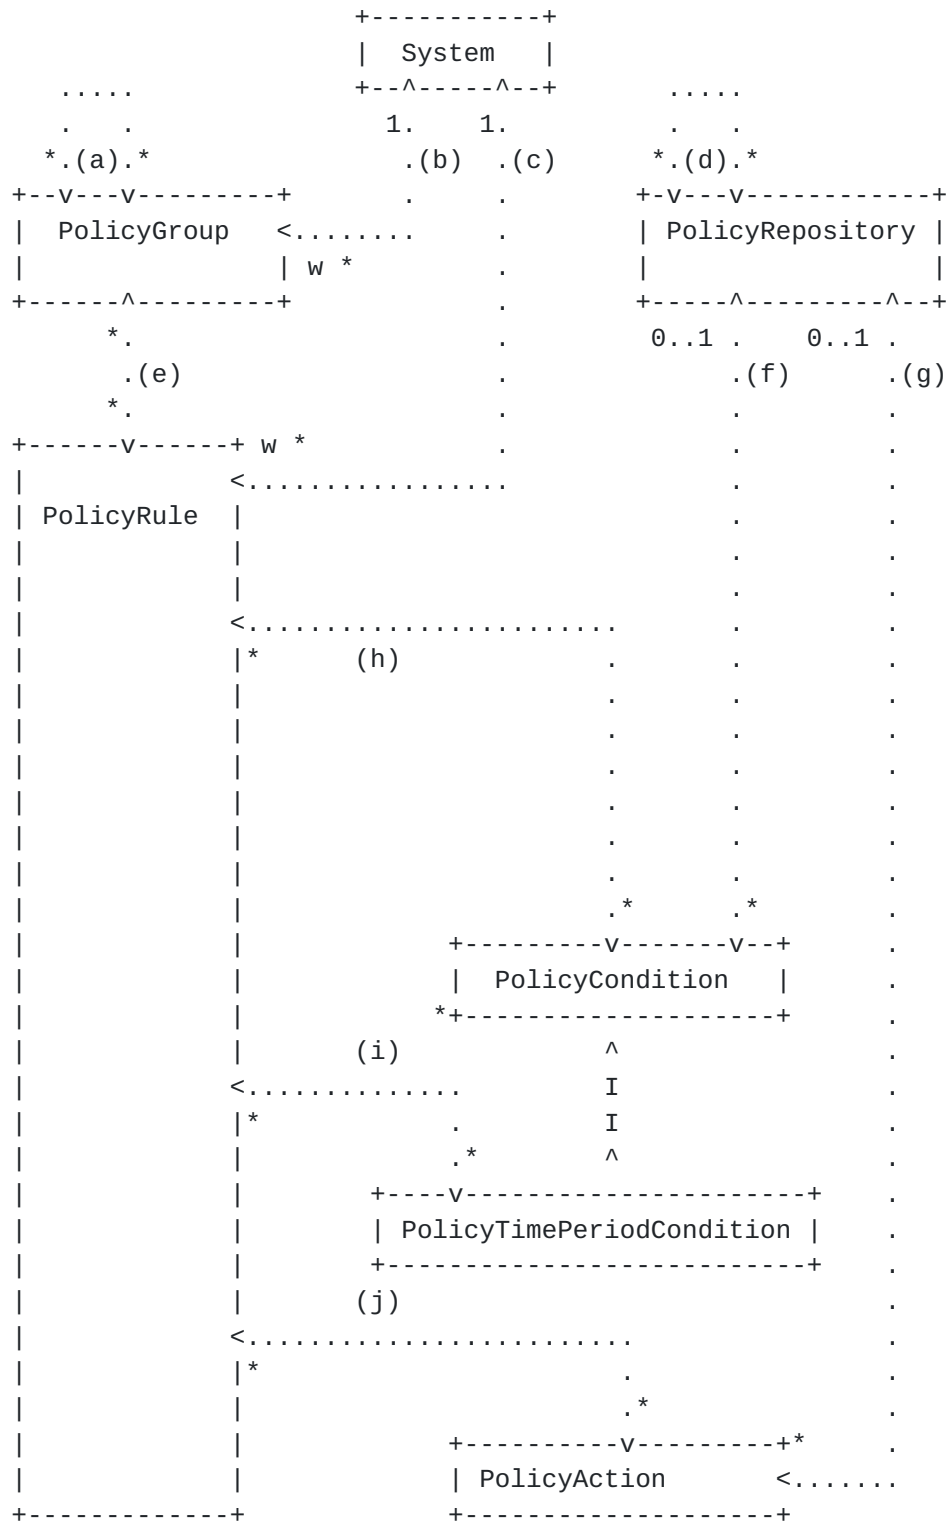 +-----------+
                      |  System   |
   .....              +--^-----^--+       .....
   .   .                1.    1.          .   .
  *.(a).*                .(b)  .(c)      *.(d).*
+--v---v---------+       .     .        +-v---v------------+
|  PolicyGroup   <........     .        | PolicyRepository |
|                | w *         .        |                  |
+------^---------+             .        +-----^---------^--+
      *.                       .         0..1 .    0..1 .
       .(e)                    .              .(f)      .(g)
      *.                       .              .         .
+------v------+ w *            .              .         .
|             <.................              .         .
| PolicyRule  |                               .         .
|             |                               .         .
|             |                               .         .
|             <........................       .         .
|             |*      (h)             .       .         .
|             |                       .       .         .
|             |                       .       .         .
|             |                       .       .         .
|             |                       .       .         .
|             |                       .       .         .
|             |                       .       .         .
|             |                       .*      .*        .
|             |             +---------v-------v--+      .
|             |             |  PolicyCondition   |      .
|             |            *+--------------------+      .
|             |       (i)             ^                 .
|             <..............         I                 .
|             |*            .         I                 .
|             |             .*        ^                 .
|             |        +----v----------------------+    .
|             |        | PolicyTimePeriodCondition |    .
|             |        +---------------------------+    .
|             |       (j)                               .
|             <.........................                .
|             |*                       .                .
|             |                        .*               .
|             |             +----------v---------+*     .
|             |             | PolicyAction       <.......
+-------------+             +--------------------+